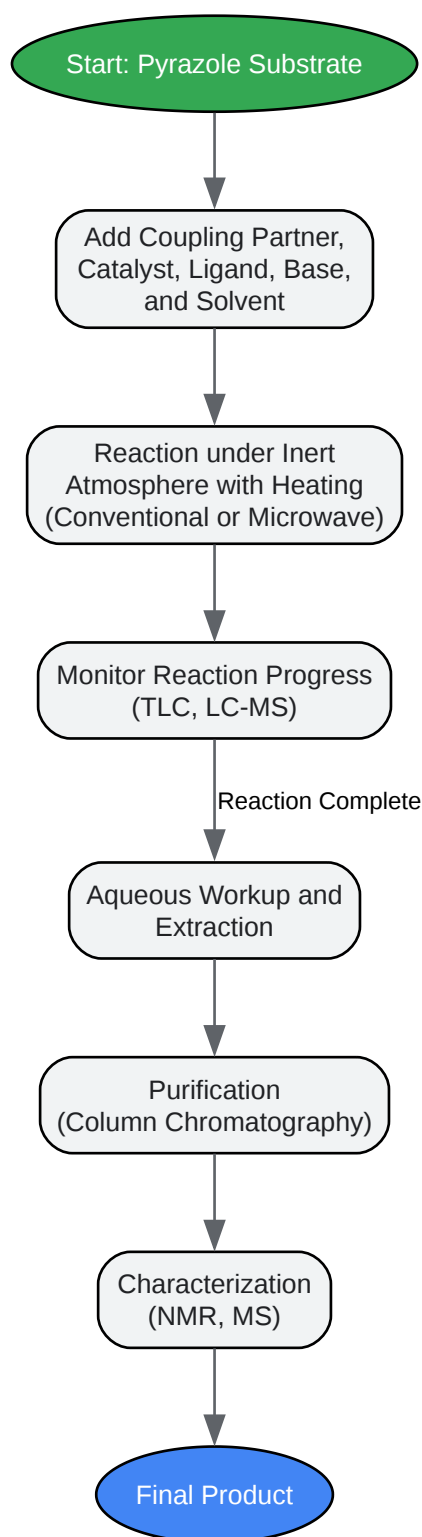 Start: Pyrazole Substrate
Add Coupling Partner,
Catalyst, Ligand, Base,
and Solvent
Reaction under Inert
Atmosphere with Heating
(Conventional or Microwave)
Monitor Reaction Progress
(TLC, LC-MS)
Reaction Complete
Aqueous Workup and
Extraction
Purification
(Column Chromatography)
Characterization
(NMR, MS)
Final Product